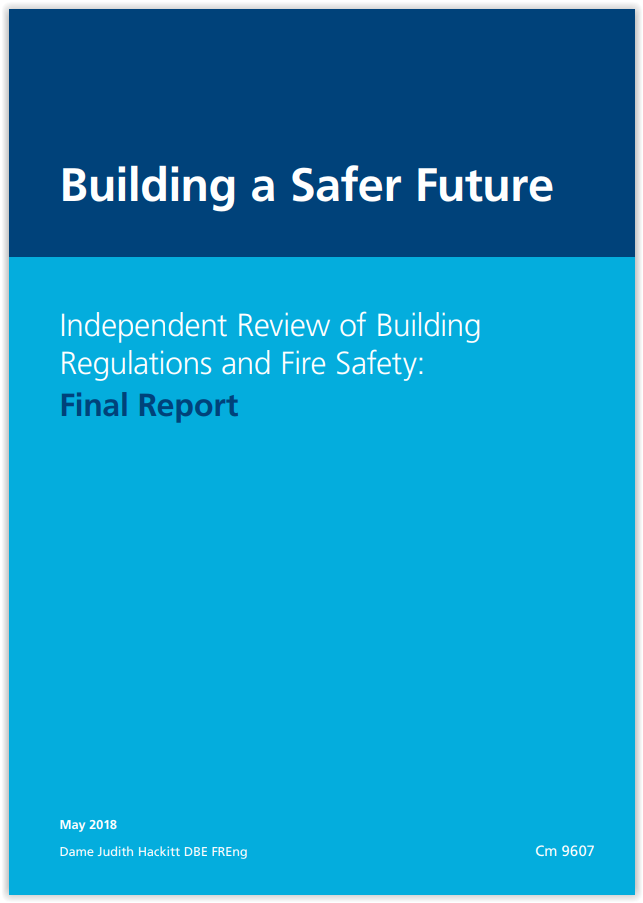 Building a Safer Future
Independent Review of Building
Regulations and Fire Safety:
Final Report
May 2018
Dame Judith Hackitt DBE FREng
Cm 9607